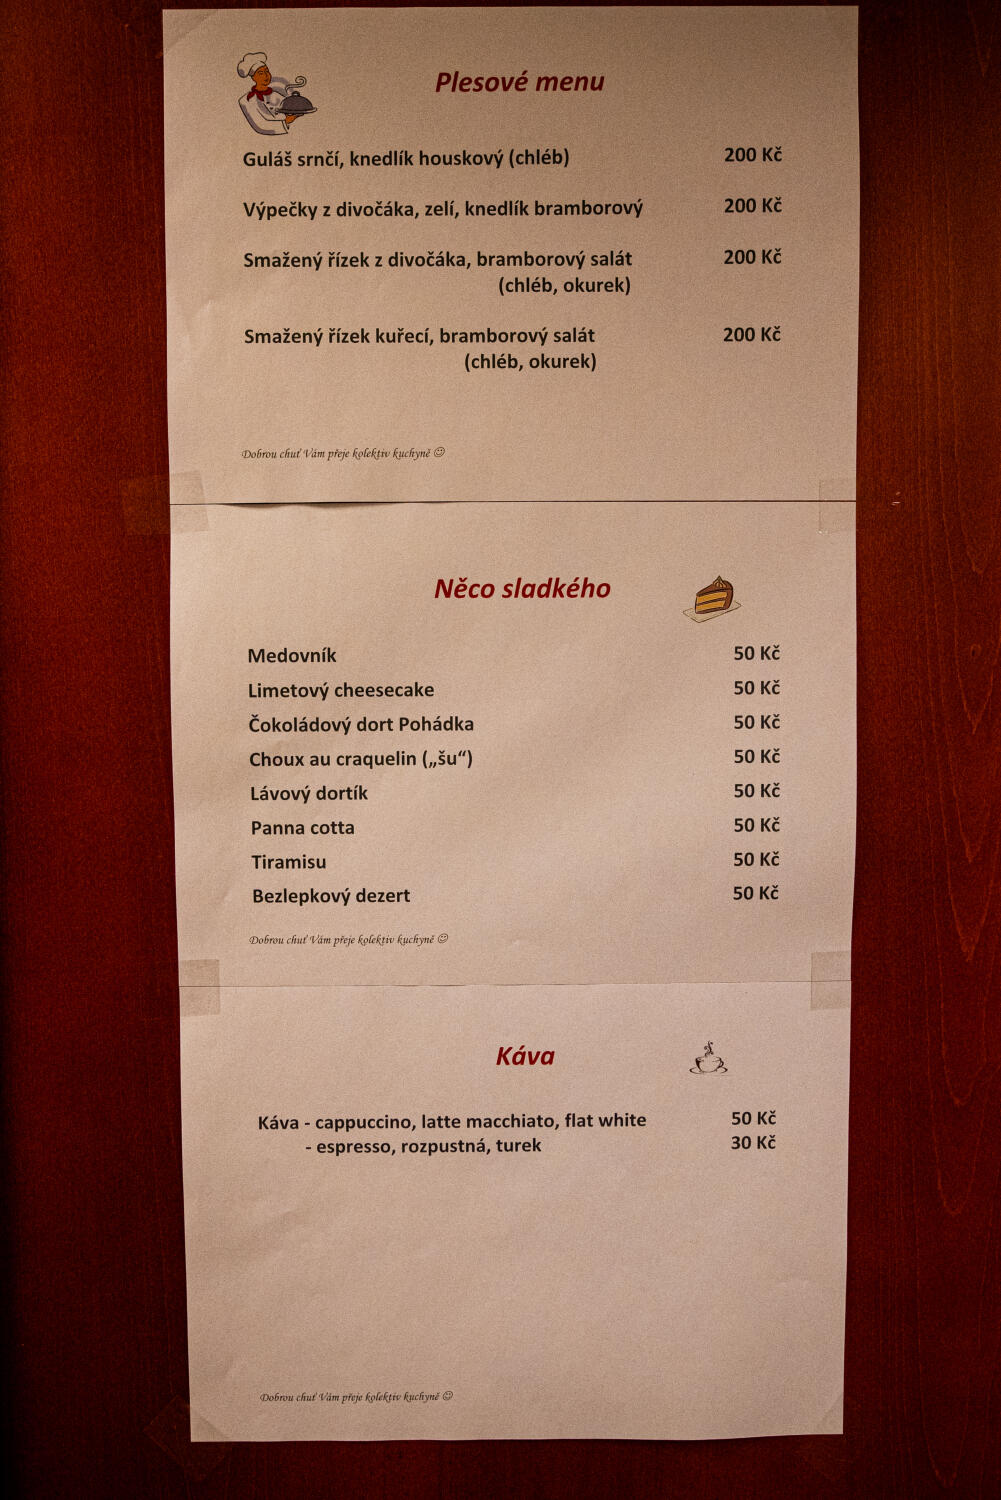 Plesové menu
Guláš srnčí, knedlík houskový (chléb) 200 Kč
Výpečky z divočáka, zelí, knedlík bramborový 200 Kč
Smažený řízek z divočáka, bramborový salát 200 Kč
(chléb, okurek)
Smažený řízek kuřecí, bramborový salát 200 Kč
(chléb, okurek)
Dobrou chuť Vám přeje kolektiv kuchyně ☺
Něco sladkého
Medovník 50 Kč
Limetový cheesecake 50 Kč
Čokoládový dort Pohádka 50 Kč
Choux au craquelin („šu“) 50 Kč
Lávový dortík 50 Kč
Panna cotta 50 Kč
Tiramisu 50 Kč
Bezlepkový dezert 50 Kč
Dobrou chuť Vám přeje kolektiv kuchyně ☺
Káva
Káva - cappuccino, latte macchiato, flat white 50 Kč
- espresso, rozpustná, turek 30 Kč
Dobrou chuť Vám přeje kolektiv kuchyně ☺